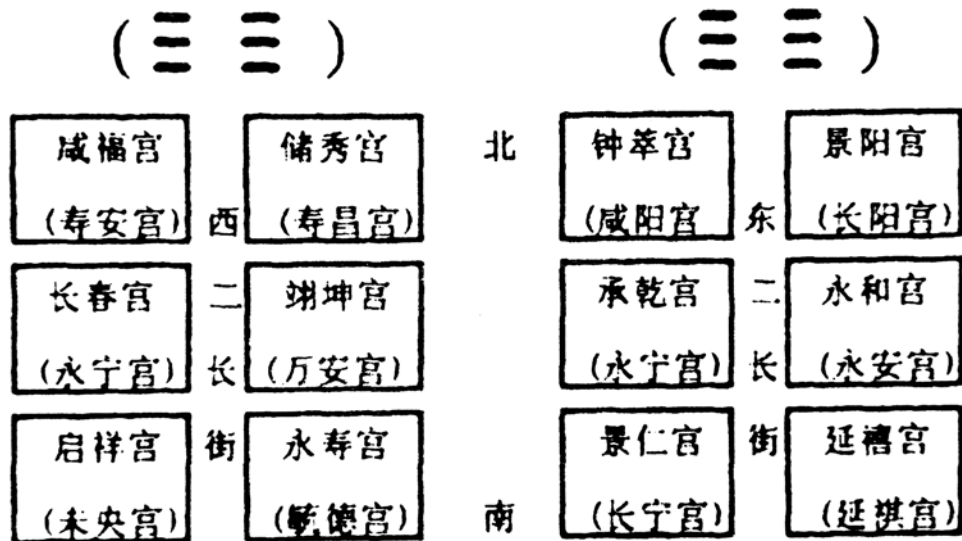 (☷) (☷)
咸福宫 储秀宫 北 钟萃宫 景阳宫
(寿安宫) 西 (寿昌宫) (咸阳宫 东 (长阳宫)
长春宫 二 翊坤宫 承乾宫 二 永和宫
(永宁宫) 长 (万安宫) (永宁宫) 长 (永安宫)
启祥宫 街 永寿宫 景仁宫 街 延禧宫
(未央宫) (毓德宫) 南 (长宁宫) (延祺宫)